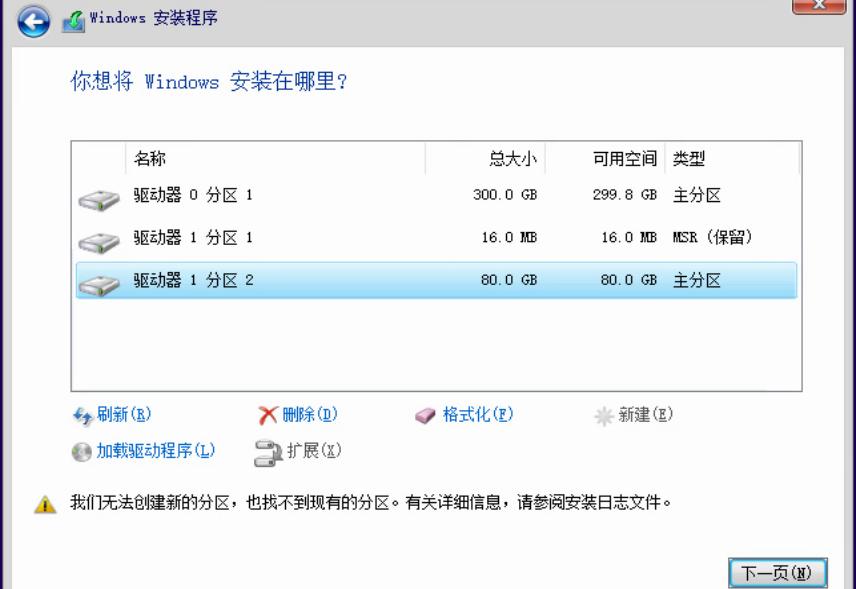 Windows 安装程序
你想将 Windows 安装在哪里?
名称 总大小 可用空间 类型
驱动器 0 分区 1 300.0 GB 299.8 GB 主分区
驱动器 1 分区 1 16.0 MB 16.0 MB MSR (保留)
驱动器 1 分区 2 80.0 GB 80.0 GB 主分区
刷新(R) 删除(D) 格式化(F) 新建(E)
加载驱动程序(L) 扩展(X)
我们无法创建新的分区，也找不到现有的分区。有关详细信息，请参阅安装日志文件。
下一页(N)